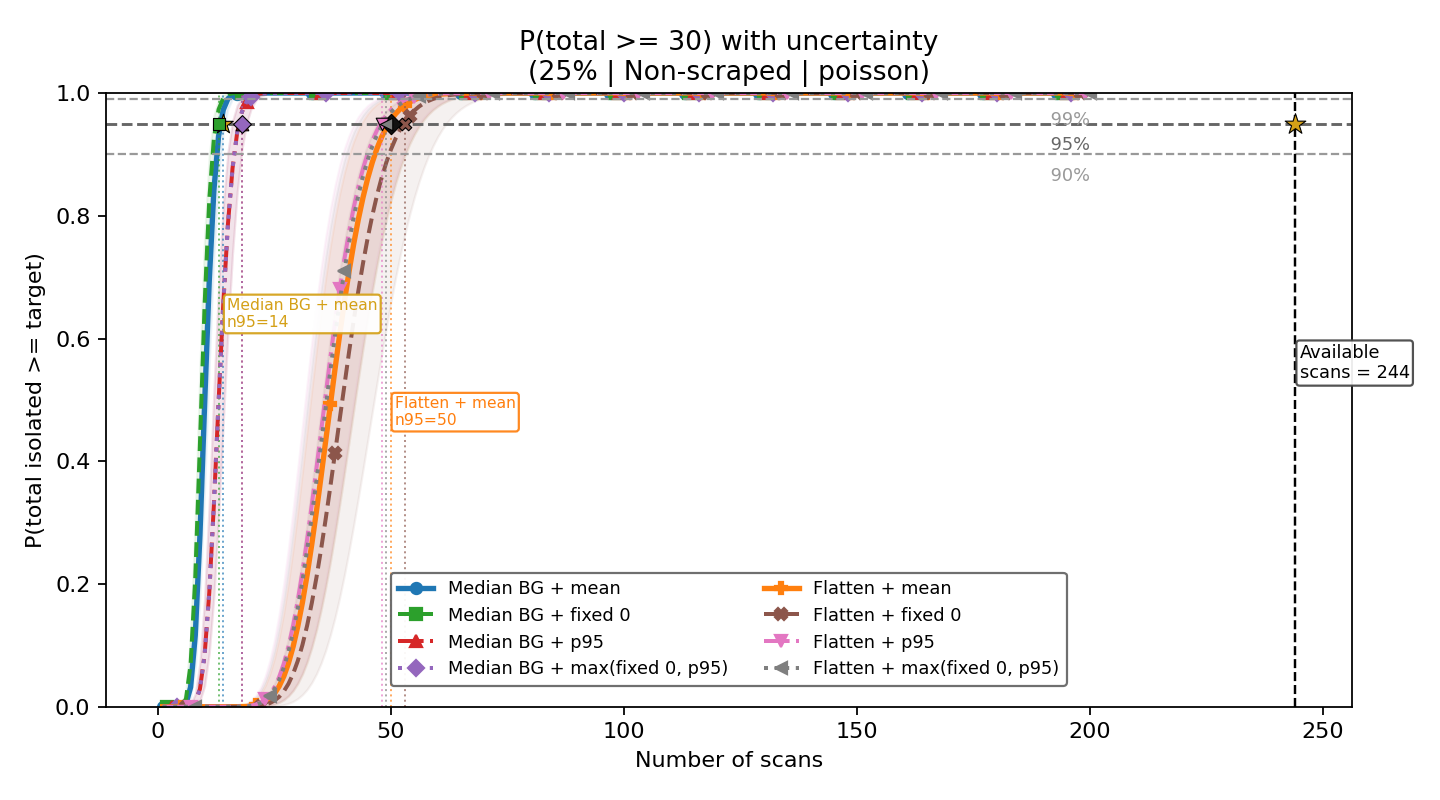 P(total >= 30) with uncertainty
(25% | Non-scraped | poisson)
P(total isolated >= target)
1.0
0.8
0.6
0.4
0.2
0.0
99%
95%
90%
Median BG + mean
n95=14
Available
scans = 244
Flatten + mean
n95=50
Median BG + mean
Median BG + fixed 0
Median BG + p95
Median BG + max(fixed 0, p95)
Flatten + mean
Flatten + fixed 0
Flatten + p95
Flatten + max(fixed 0, p95)
0
50
100
150
200
250
Number of scans